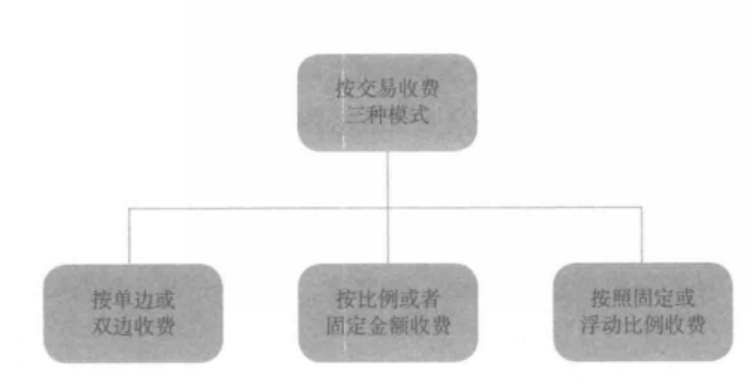 按交易收费
三种模式
按单边或
双边收费
按比例或者
固定金额收费
按照固定或
浮动比例收费